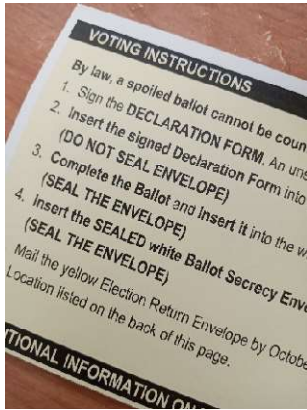 VOTING INSTRUCTIONS
By law, a spoiled ballot cannot be coun
1. Sign the DECLARATION FORM. An uns
2. Insert the signed Declaration Form into
(DO NOT SEAL ENVELOPE)
3. Complete the Ballot and Insert it into the w
(SEAL THE ENVELOPE)
4. Insert the SEALED white Ballot Secrecy Enve
(SEAL THE ENVELOPE)
Mail the yellow Election Return Envelope by Octobe
Location listed on the back of this page.
TIONAL INFORMATION ON